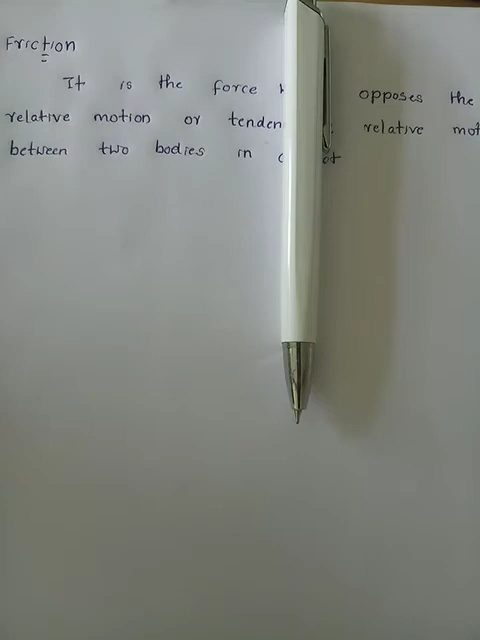 Friction
It is the force opposes the
relative motion or tenden relative mot
between two bodies in